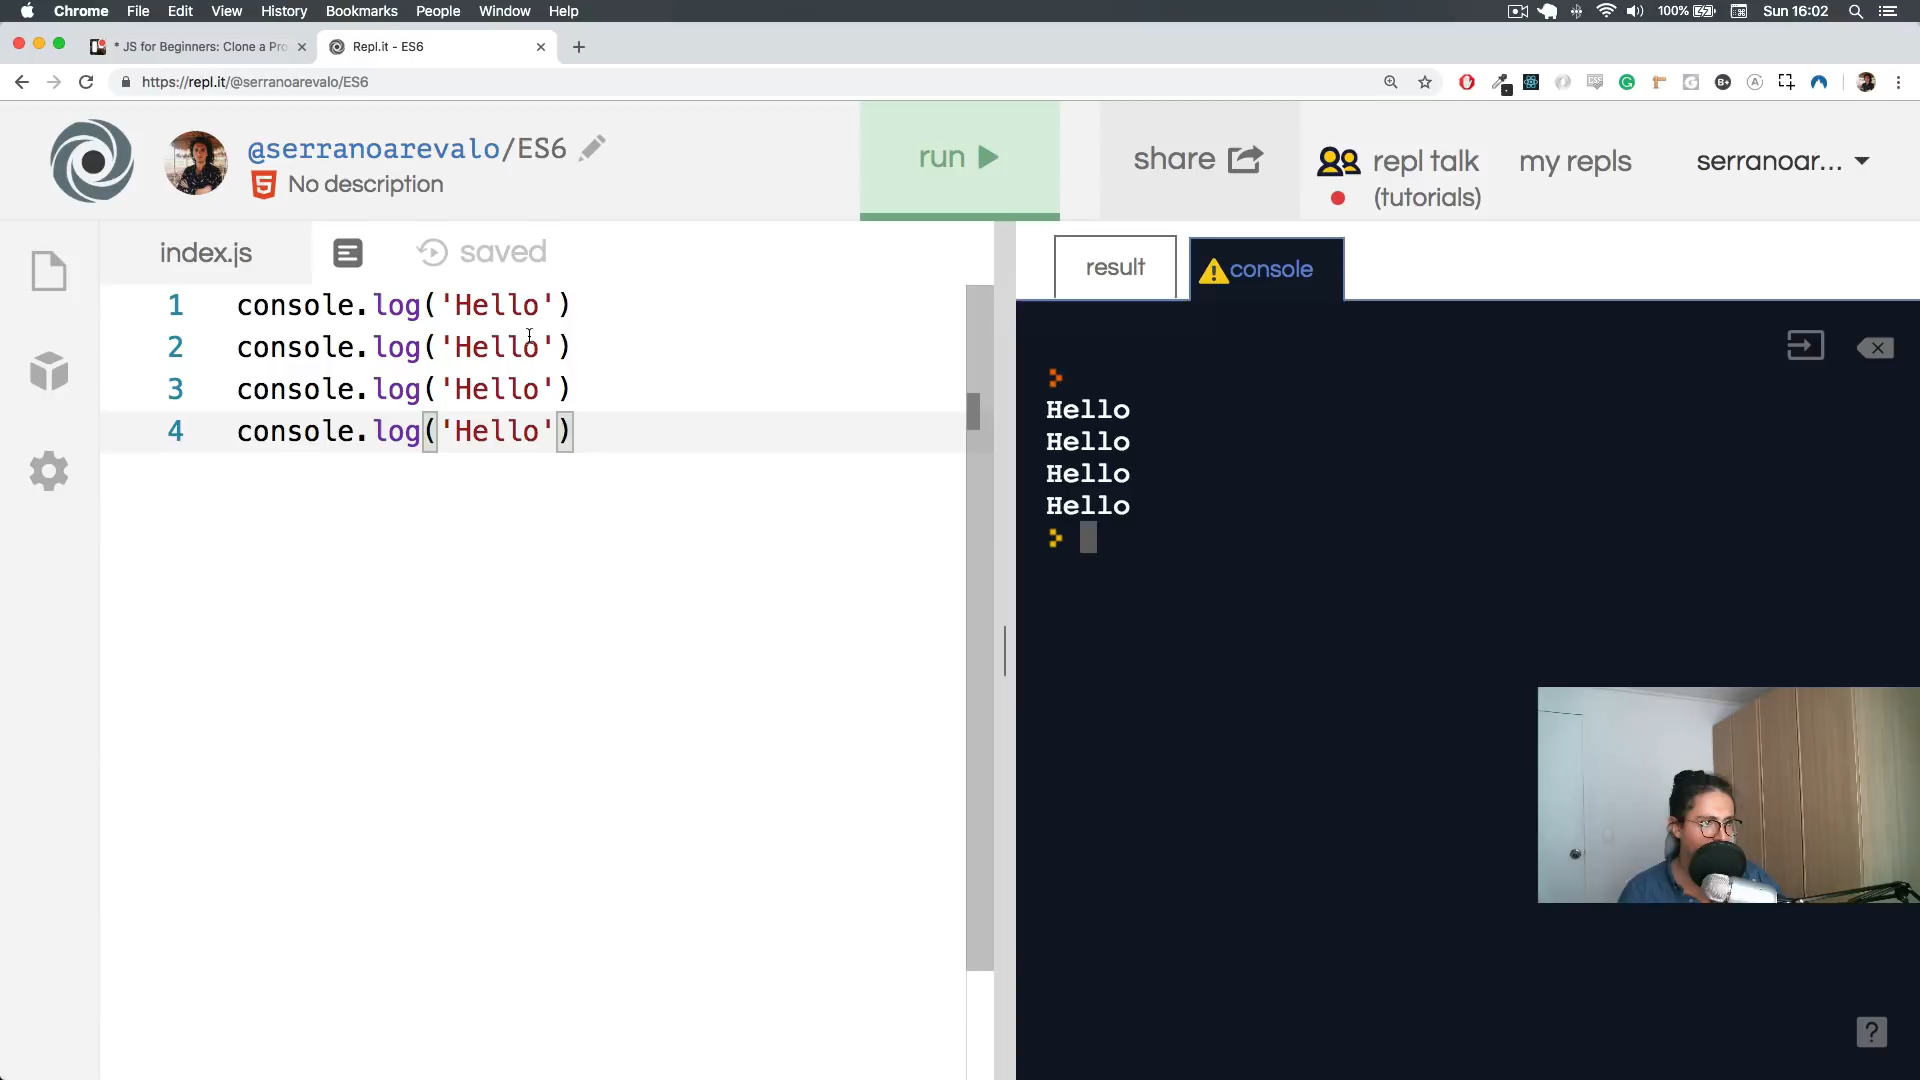 Chrome File Edit View History Bookmarks People Window Help 100% Sun 16:02
* JS for Beginners: Clone a Pro Repl.it - ES6
https://repl.it/@serranoarevalo/ES6
@serranoarevalo/ES6
No description
run
share
repl talk
(tutorials)
my repls
serranoar...
index.js
saved
result
console
1 console.log('Hello')
2 console.log('Hello')
3 console.log('Hello')
4 console.log('Hello')
>
Hello
Hello
Hello
Hello
>
?